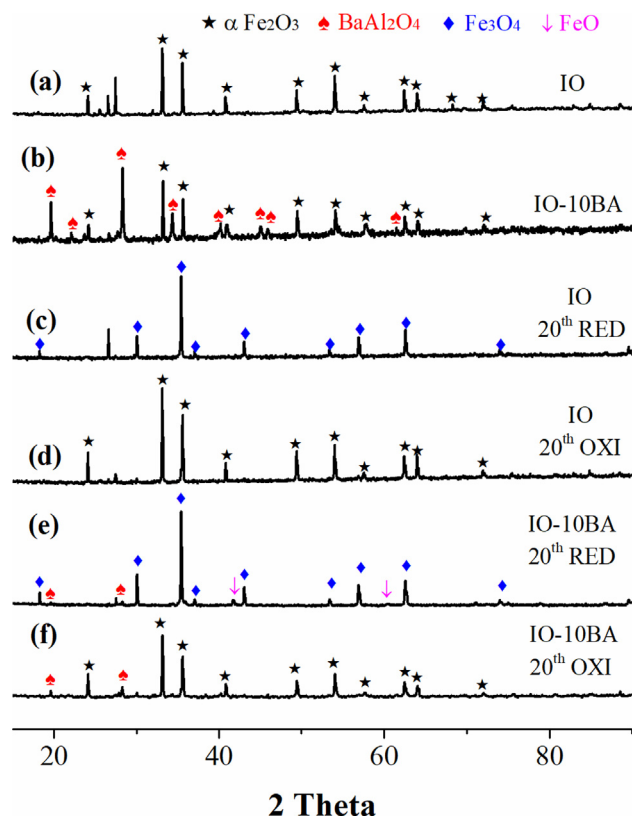 ★ α Fe₂O₃ ♠ BaAl₂O₄ ♦ Fe₃O₄ ↓ FeO
(a) IO
(b) IO-10BA
(c) IO
20ᵗʰ RED
(d) IO
20ᵗʰ OXI
(e) IO-10BA
20ᵗʰ RED
(f) IO-10BA
20ᵗʰ OXI
20 40 60 80
2 Theta